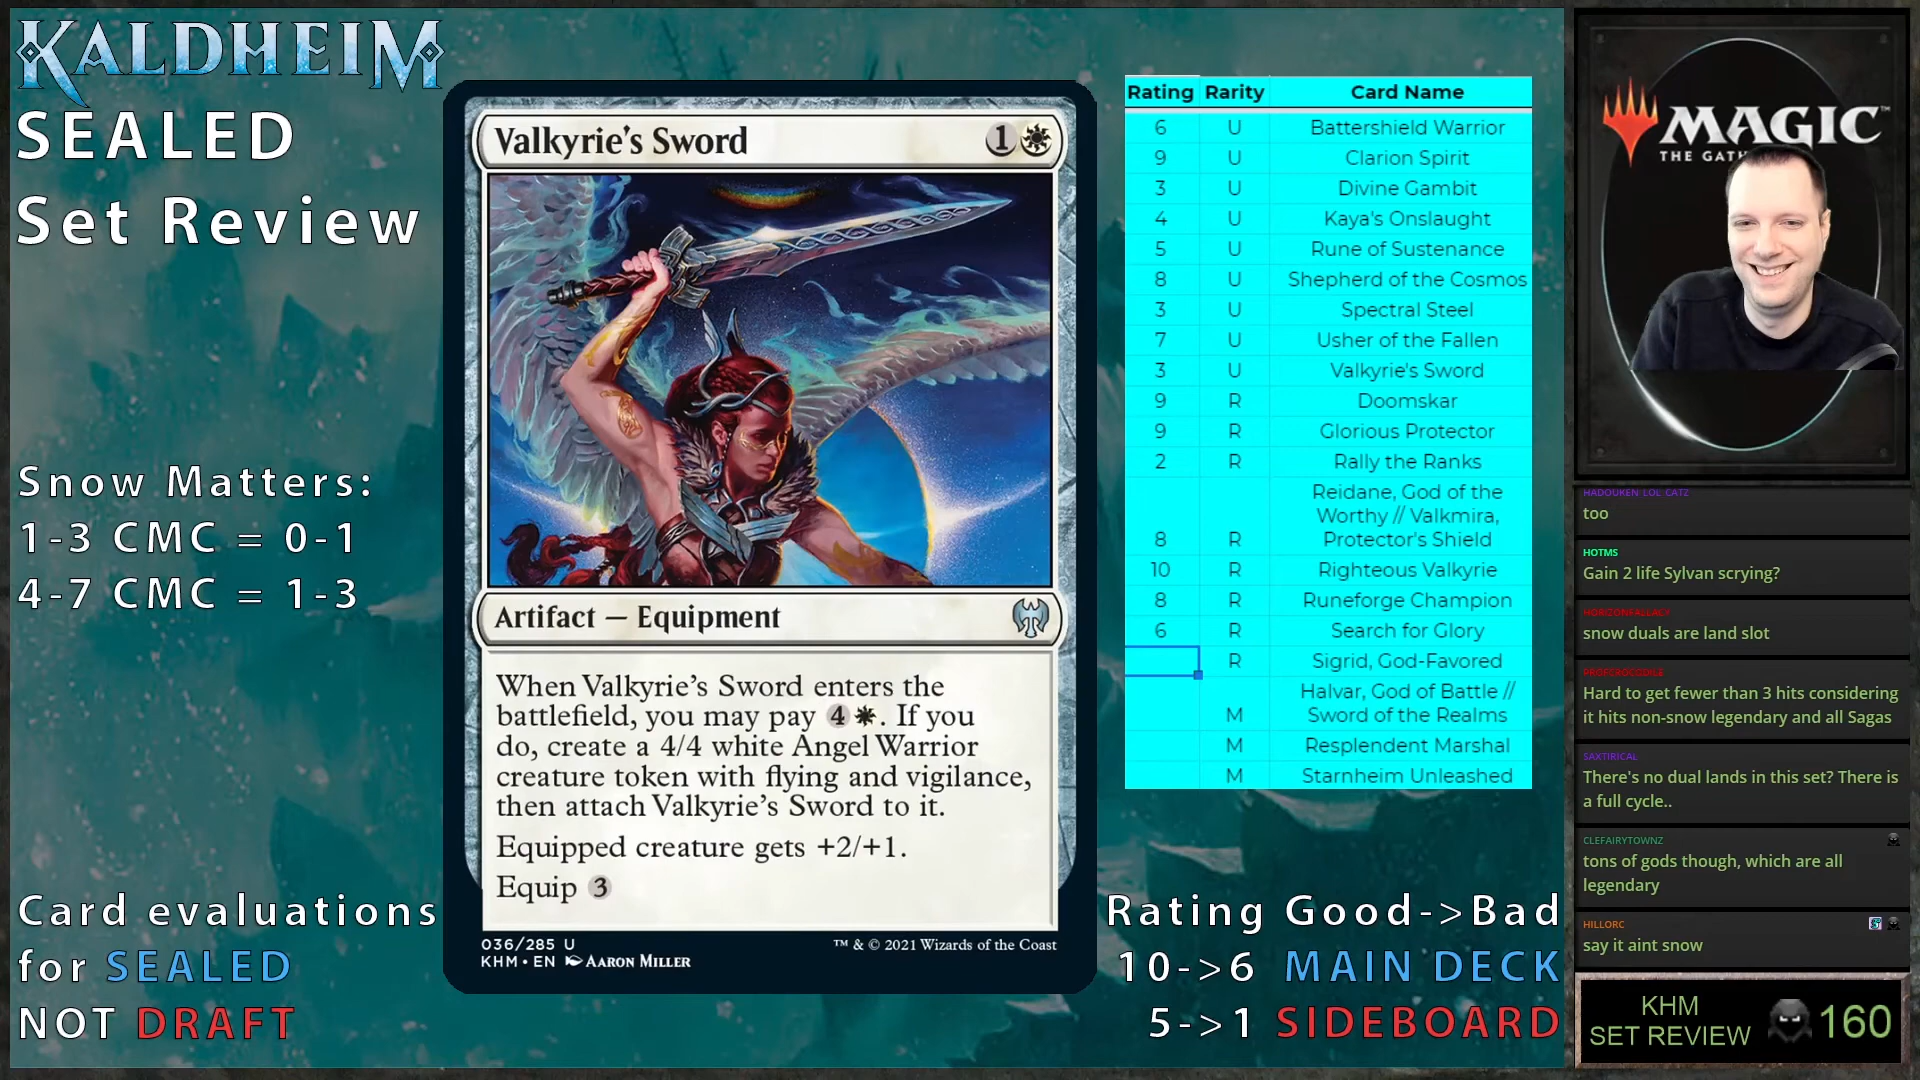 KALDHEIM
SEALED
Set Review
Snow Matters:
1-3 CMC = 0-1
4-7 CMC = 1-3
Card evaluations
for SEALED
NOT DRAFT
Valkyrie's Sword
1
Artifact — Equipment
When Valkyrie's Sword enters the
battlefield, you may pay 4. If you
do, create a 4/4 white Angel Warrior
creature token with flying and vigilance,
then attach Valkyrie's Sword to it.
Equipped creature gets +2/+1.
Equip 3
036/285 U
KHM • EN AARON MILLER
™ & © 2021 Wizards of the Coast
Rating Rarity Card Name
6 U Battershield Warrior
9 U Clarion Spirit
3 U Divine Gambit
4 U Kaya's Onslaught
5 U Rune of Sustenance
8 U Shepherd of the Cosmos
3 U Spectral Steel
7 U Usher of the Fallen
3 U Valkyrie's Sword
9 R Doomskar
9 R Glorious Protector
2 R Rally the Ranks
Reidane, God of the
Worthy // Valkmira,
8 R Protector's Shield
10 R Righteous Valkyrie
8 R Runeforge Champion
6 R Search for Glory
R Sigrid, God-Favored
Halvar, God of Battle //
M Sword of the Realms
M Resplendent Marshal
M Starnheim Unleashed
Rating Good->Bad
10->6 MAIN DECK
5->1 SIDEBOARD
MAGIC™
THE GATH
HADOUKEN LOL CATZ
too
HOTMS
Gain 2 life Sylvan scrying?
HORIZONFALLACY
snow duals are land slot
PROFCROCODILE
Hard to get fewer than 3 hits considering
it hits non-snow legendary and all Sagas
SAXTIRICAL
There's no dual lands in this set? There is
a full cycle..
CLEFAIRYTOWNZ
tons of gods though, which are all
legendary
HILLORC
say it aint snow
KHM
SET REVIEW
160